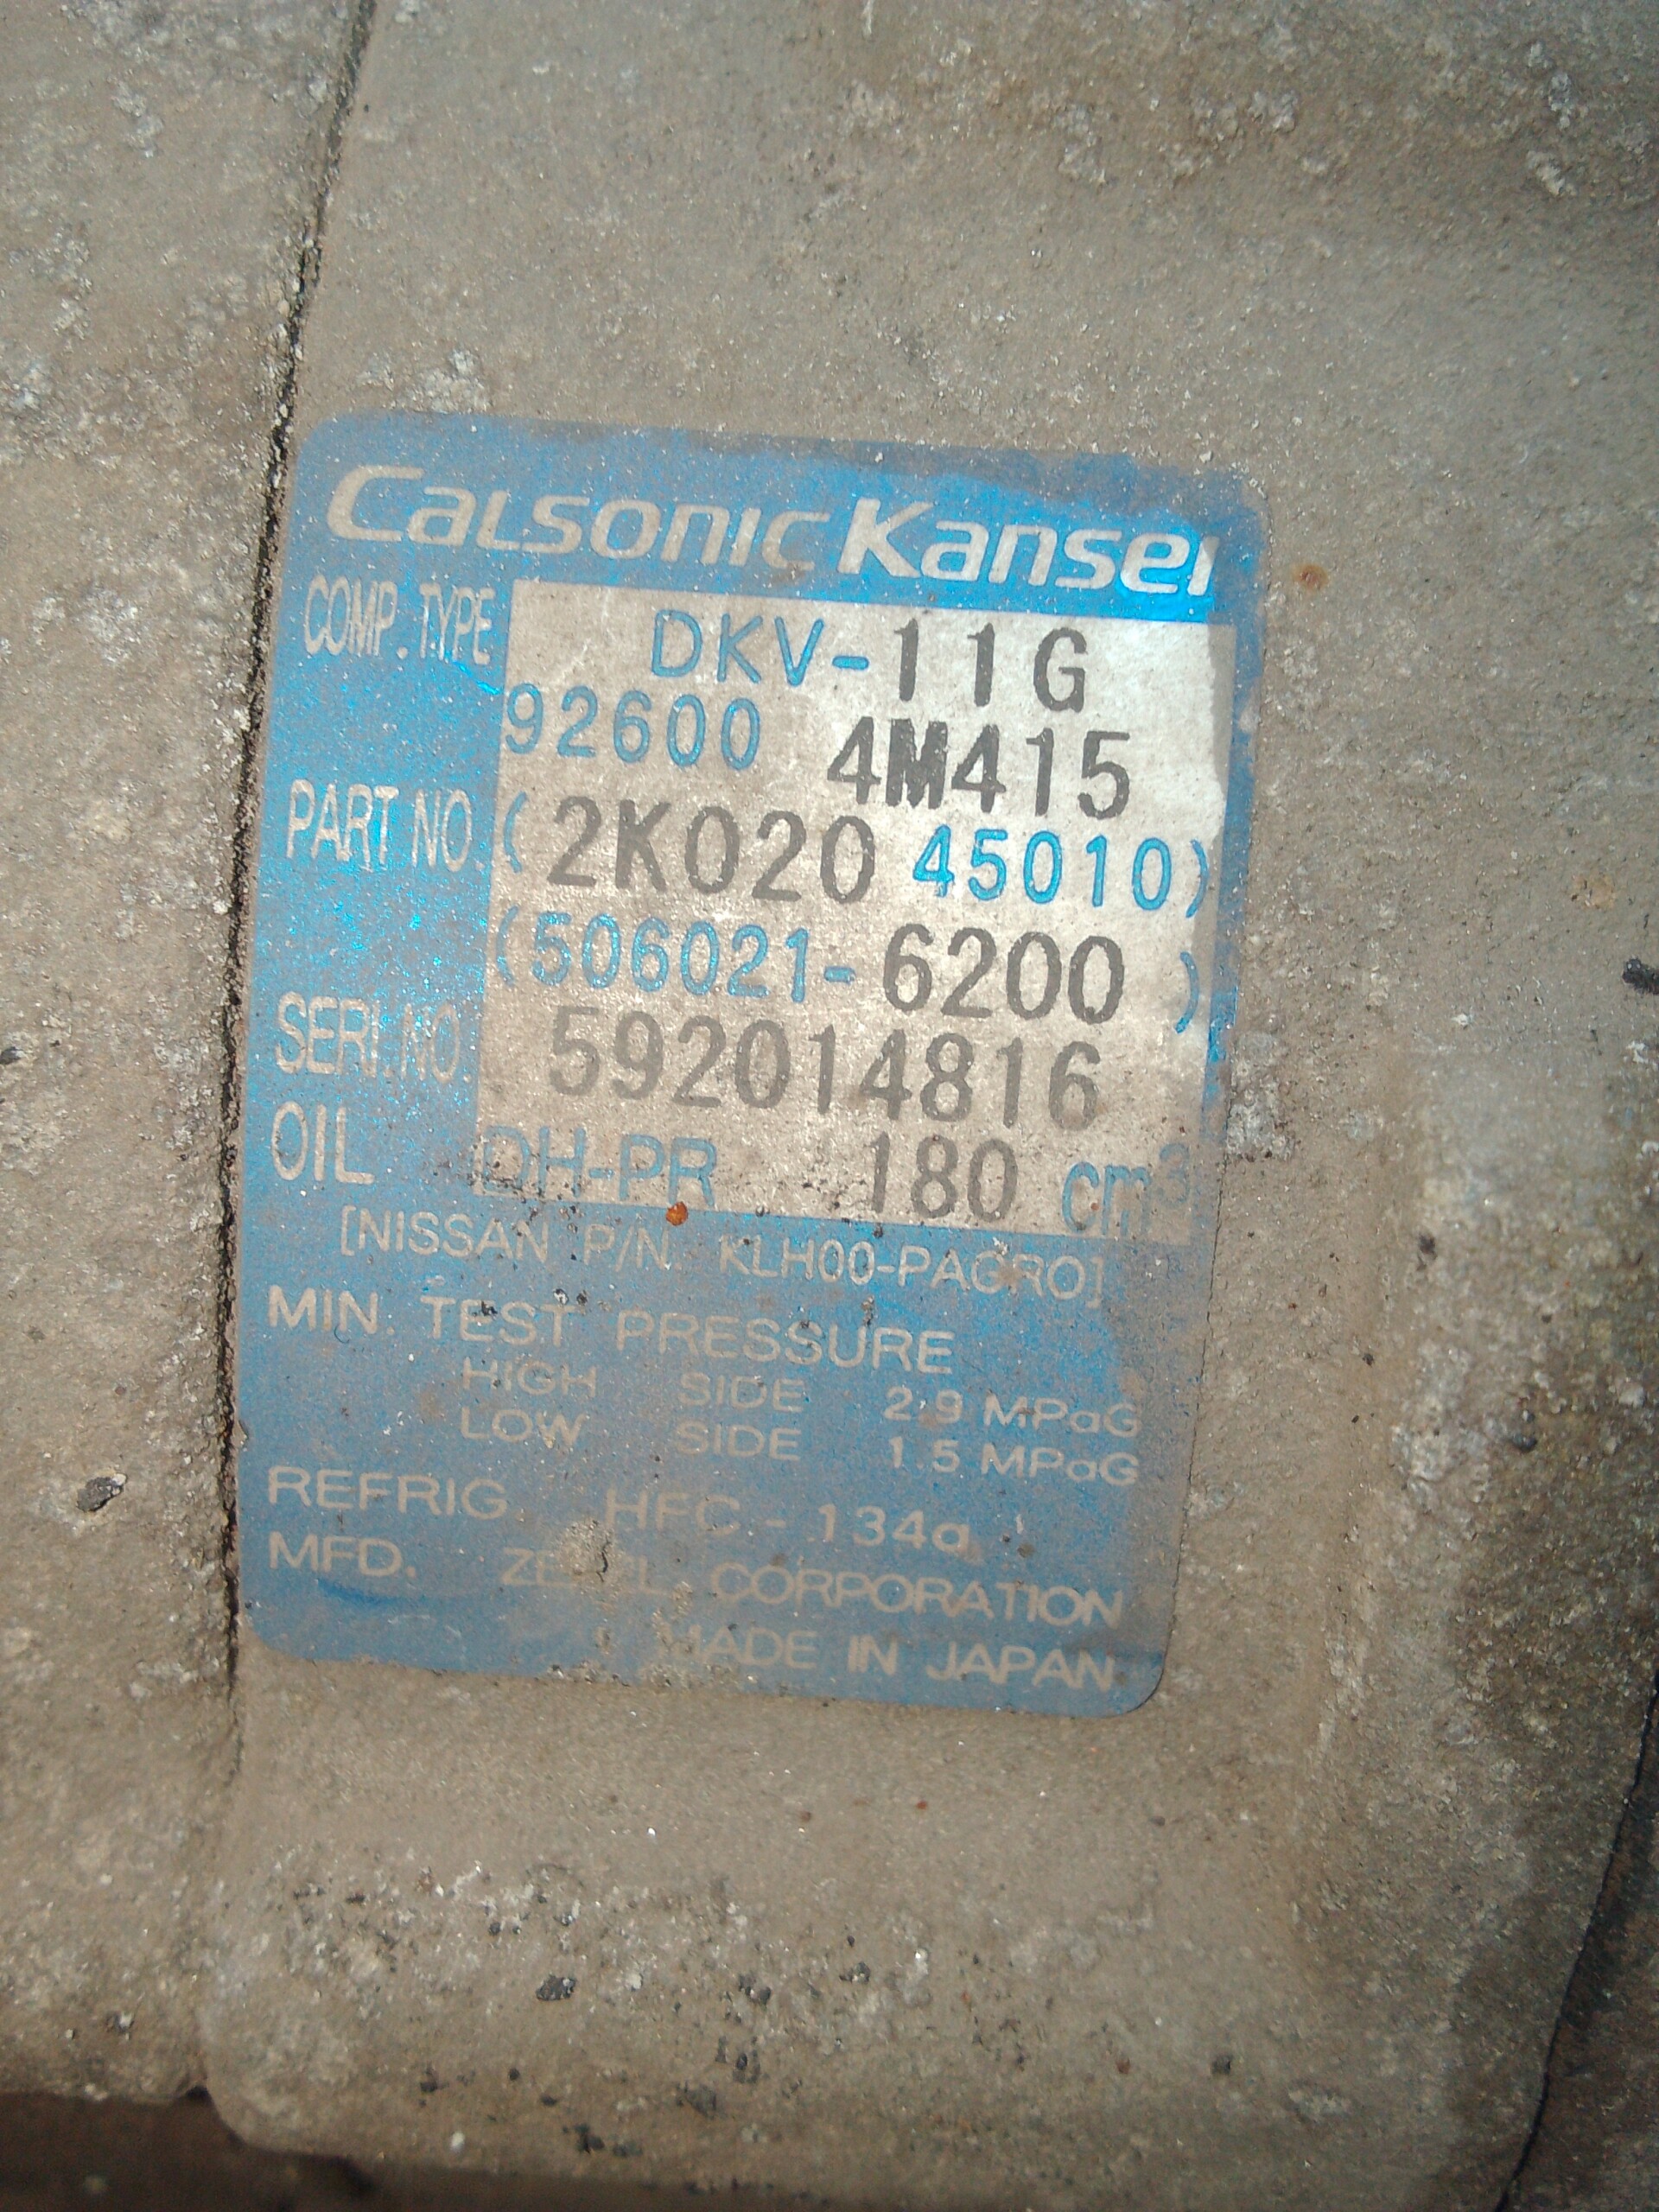 Calsonic Kansei
COMP. TYPE DKV-11G
92600 4M415
PART NO. (2K020 45010)
(506021-6200 )
SERI.NO. 592014816
OIL DH-PR 180 cm³
[NISSAN P/N. KLH00-PAGRO]
MIN. TEST PRESSURE
HIGH SIDE 2.9 MPaG
LOW SIDE 1.5 MPaG
REFRIG. HFC-134a
MFD. CORPORATION
MADE IN JAPAN